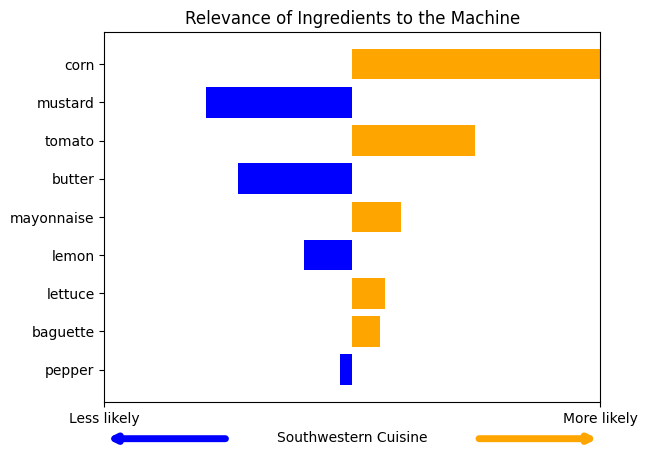 Relevance of Ingredients to the Machine
corn
mustard
tomato
butter
mayonnaise
lemon
lettuce
baguette
pepper
Less likely
More likely
Southwestern Cuisine